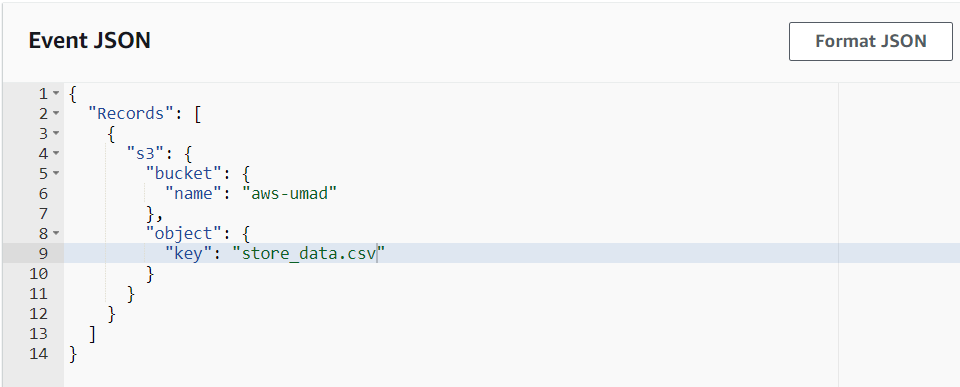 Event JSON
Format JSON
1 {
2 "Records": [
3 {
4 "s3": {
5 "bucket": {
6 "name": "aws-umad"
7 },
8 "object": {
9 "key": "store_data.csv"
10 }
11 }
12 }
13 ]
14 }